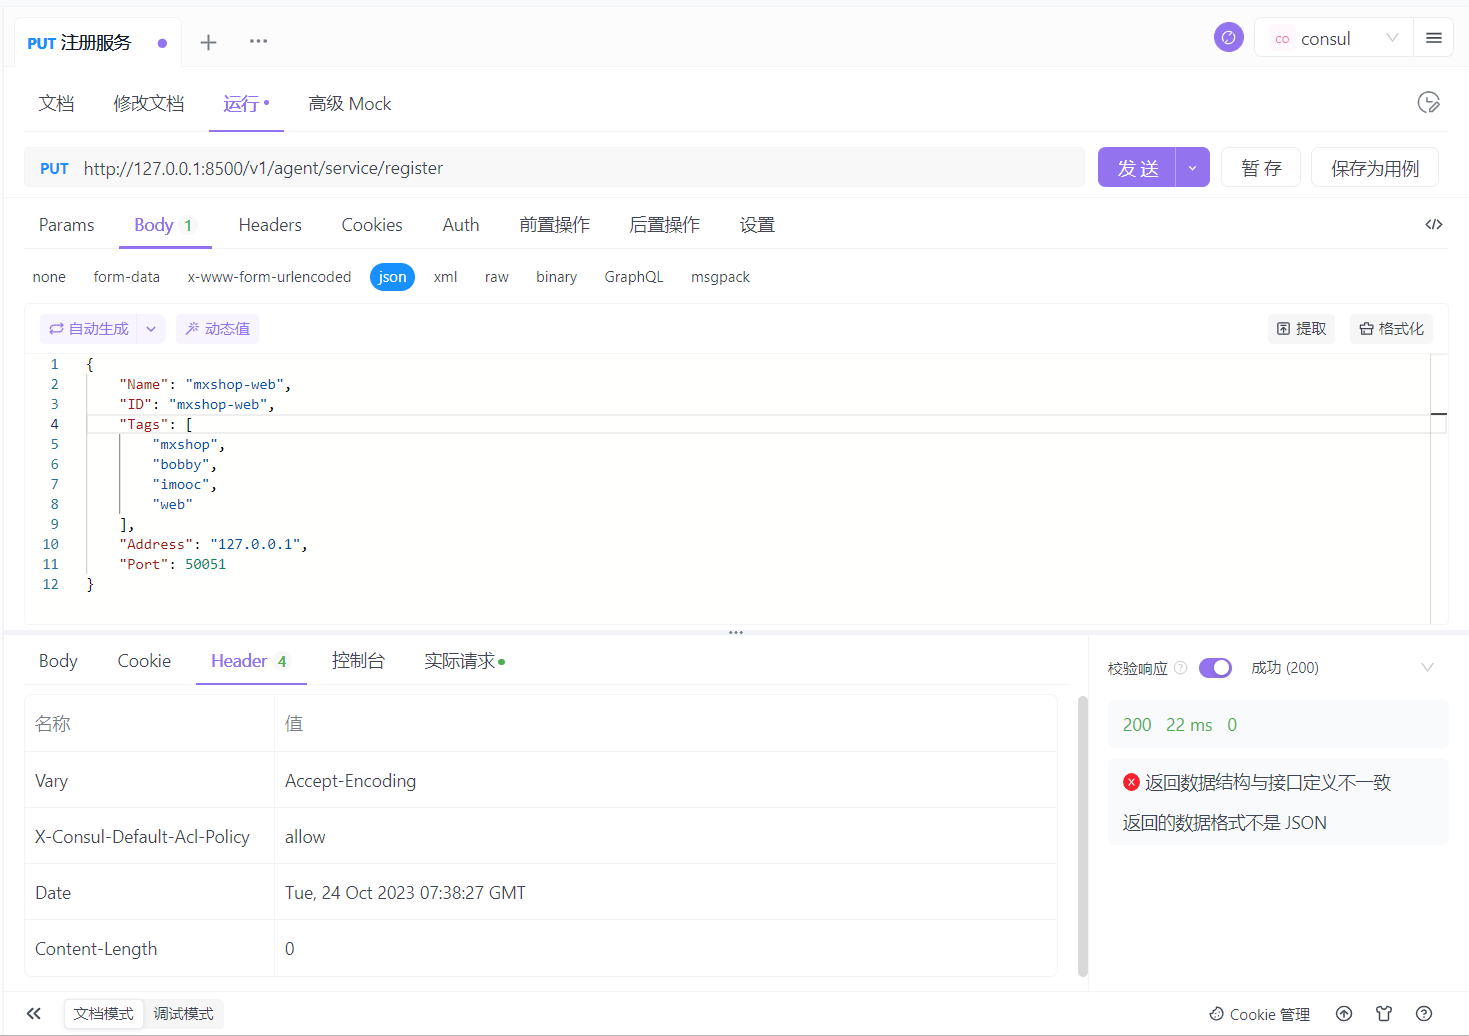 PUT 注册服务
co consul
文档 修改文档 运行 高级 Mock
PUT http://127.0.0.1:8500/v1/agent/service/register 发 送 暂 存 保存为用例
Params Body 1 Headers Cookies Auth 前置操作 后置操作 设置
none form-data x-www-form-urlencoded json xml raw binary GraphQL msgpack
自动生成 动态值 提取 格式化
1 {
2 "Name": "mxshop-web",
3 "ID": "mxshop-web",
4 "Tags": [
5 "mxshop",
6 "bobby",
7 "imooc",
8 "web"
9 ],
10 "Address": "127.0.0.1",
11 "Port": 50051
12 }
Body Cookie Header 4 控制台 实际请求
名称 值
Vary Accept-Encoding
X-Consul-Default-Acl-Policy allow
Date Tue, 24 Oct 2023 07:38:27 GMT
Content-Length 0
校验响应 成功 (200)
200 22 ms 0
返回数据结构与接口定义不一致
返回的数据格式不是 JSON
文档模式 调试模式 Cookie 管理